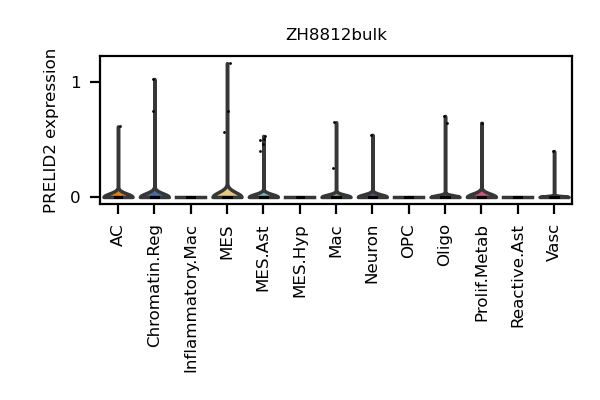 ZH8812bulk
PRELID2 expression
1
0
AC
Chromatin.Reg
Inflammatory.Mac
MES
MES.Ast
MES.Hyp
Mac
Neuron
OPC
Oligo
Prolif.Metab
Reactive.Ast
Vasc